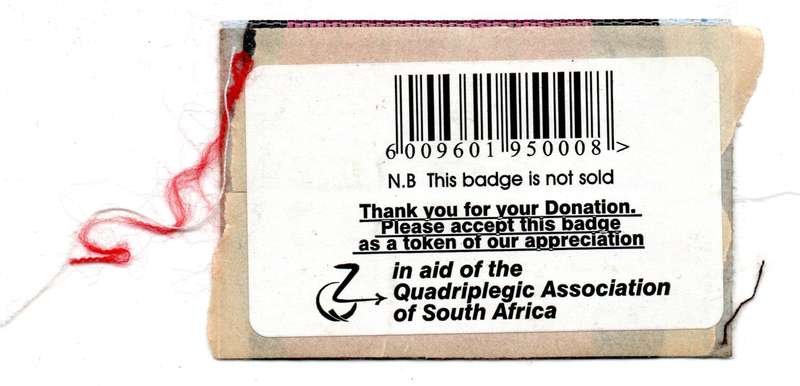 6 009601 950008 >
N.B This badge is not sold
Thank you for your Donation.
Please accept this badge
as a token of our appreciation
in aid of the
Quadriplegic Association
of South Africa